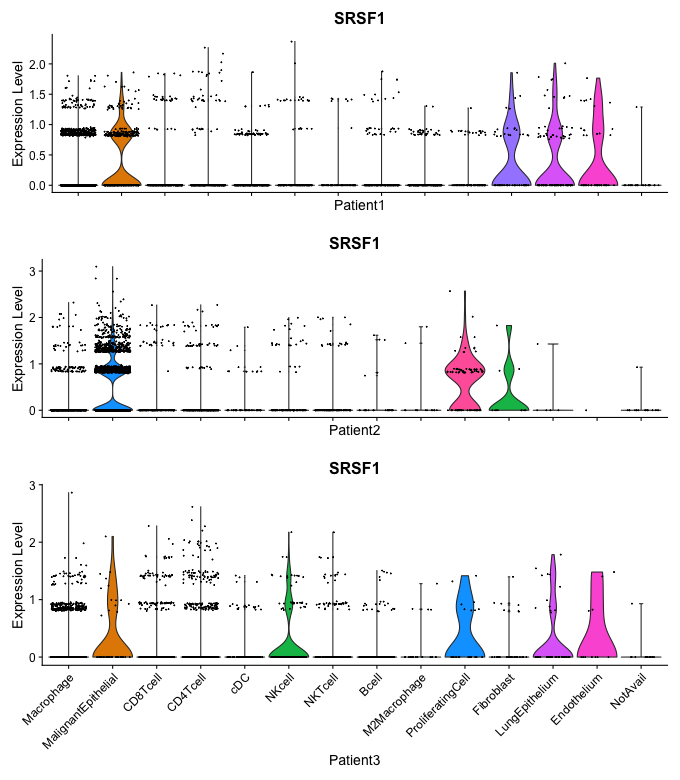 SRSF1
Expression Level
2.0
1.5
1.0
0.5
0.0
Patient1
SRSF1
Expression Level
3
2
1
0
Patient2
SRSF1
Expression Level
3
2
1
0
Macrophage
MalignantEpithelial
CD8Tcell
CD4Tcell
cDC
NKcell
NKTcell
Bcell
M2Macrophage
ProliferatingCell
Fibroblast
LungEpithelium
Endothelium
NotAvail
Patient3